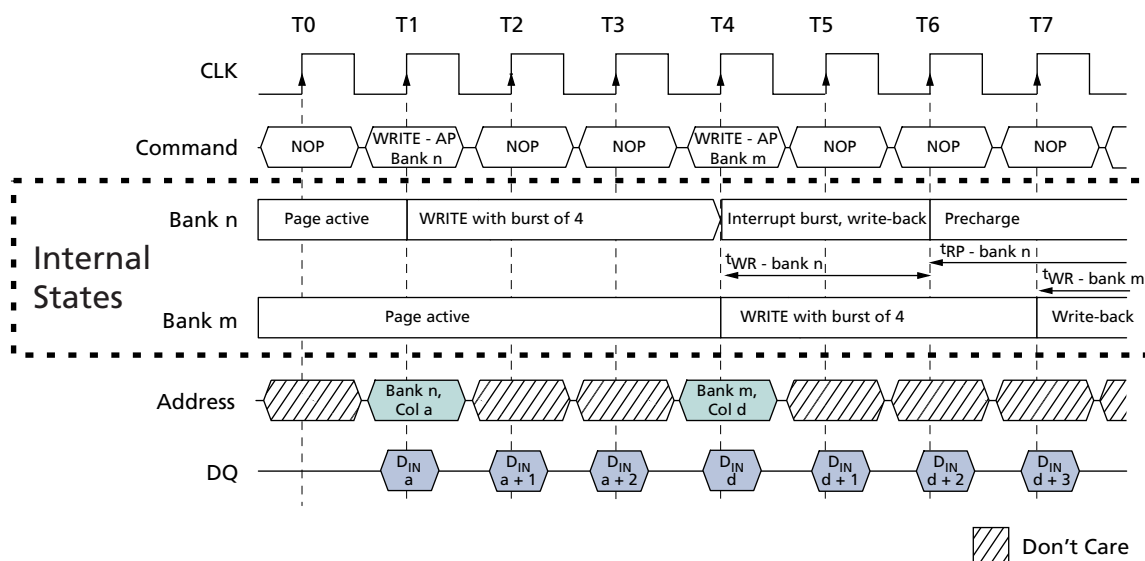 T0 T1 T2 T3 T4 T5 T6 T7
CLK
Command NOP WRITE - AP Bank n NOP NOP WRITE - AP Bank m NOP NOP NOP
Bank n Page active WRITE with burst of 4 Interrupt burst, write-back Precharge
Internal States
tWR - bank n tRP - bank n
tWR - bank m
Bank m Page active WRITE with burst of 4 Write-back
Address Bank n, Col a Bank m, Col d
DQ DIN a DIN a + 1 DIN a + 2 DIN d DIN d + 1 DIN d + 2 DIN d + 3
Don't Care